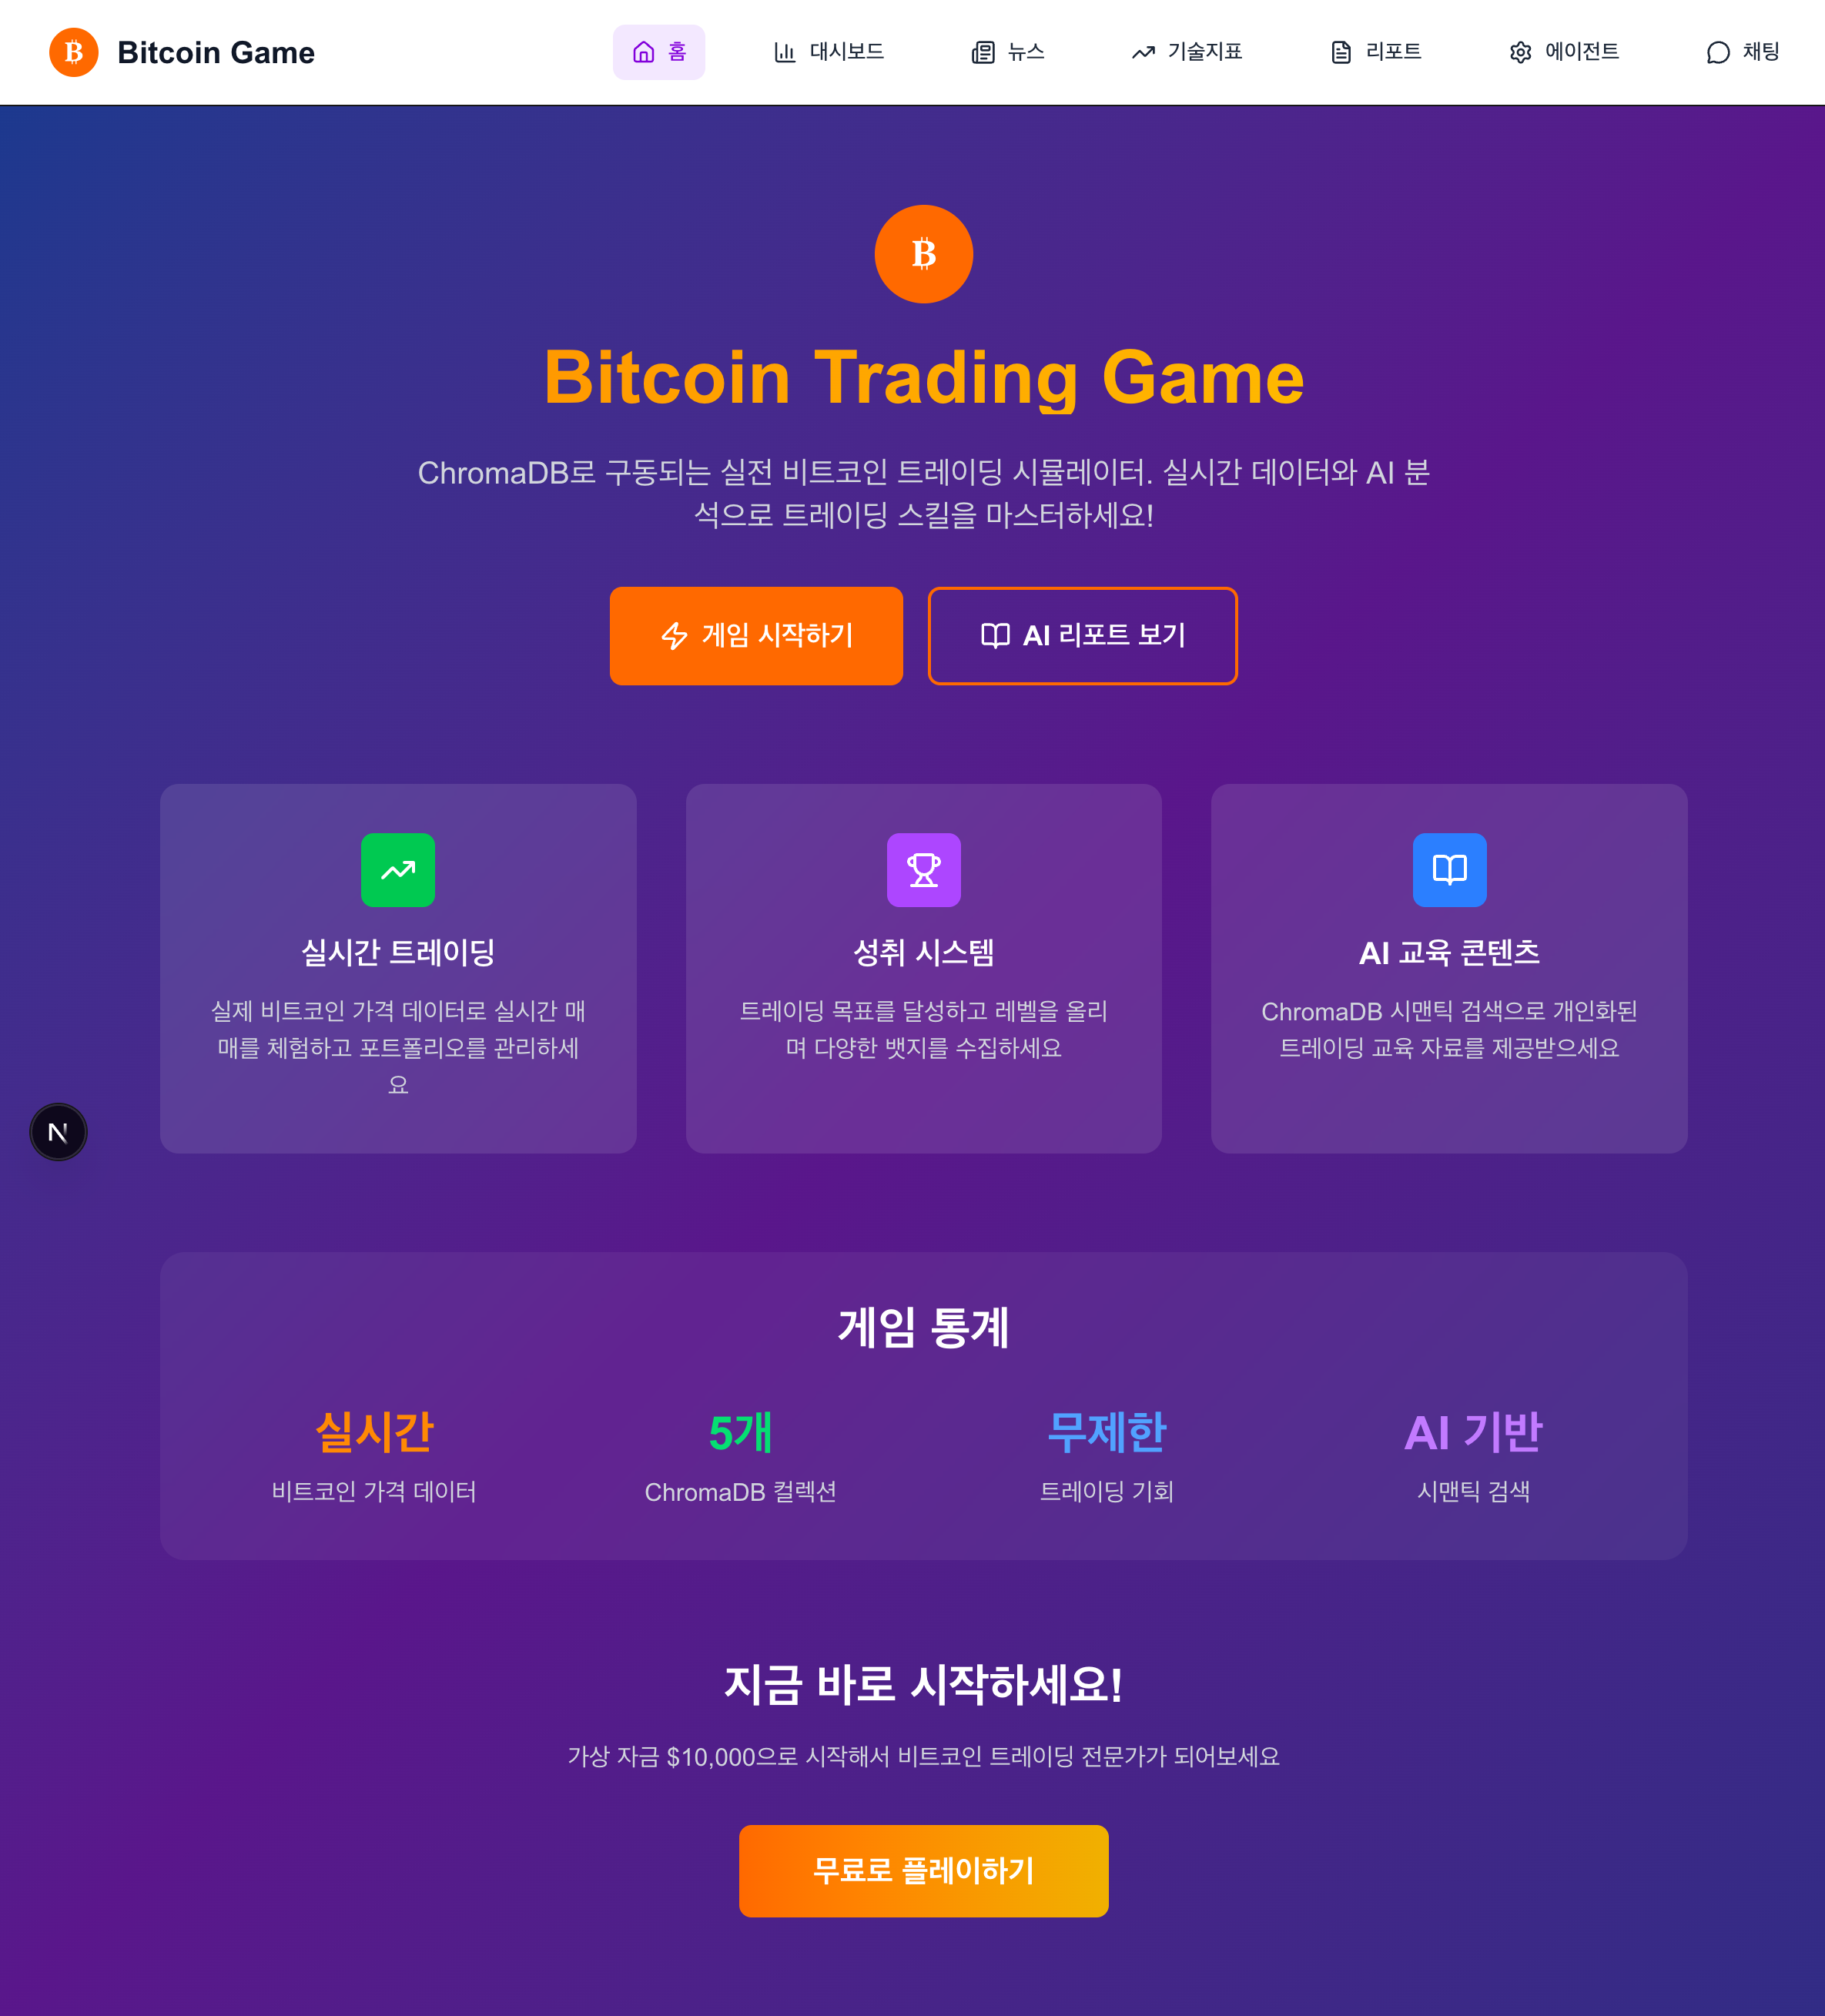 Bitcoin Game
홈
대시보드
뉴스
기술지표
리포트
에이전트
채팅
Bitcoin Trading Game
ChromaDB로 구동되는 실전 비트코인 트레이딩 시뮬레이터. 실시간 데이터와 AI 분
석으로 트레이딩 스킬을 마스터하세요!
게임 시작하기
AI 리포트 보기
실시간 트레이딩
실제 비트코인 가격 데이터로 실시간 매
매를 체험하고 포트폴리오를 관리하세
요
성취 시스템
트레이딩 목표를 달성하고 레벨을 올리
며 다양한 뱃지를 수집하세요
AI 교육 콘텐츠
ChromaDB 시맨틱 검색으로 개인화된
트레이딩 교육 자료를 제공받으세요
N
게임 통계
실시간
비트코인 가격 데이터
5개
ChromaDB 컬렉션
무제한
트레이딩 기회
AI 기반
시맨틱 검색
지금 바로 시작하세요!
가상 자금 $10,000으로 시작해서 비트코인 트레이딩 전문가가 되어보세요
무료로 플레이하기